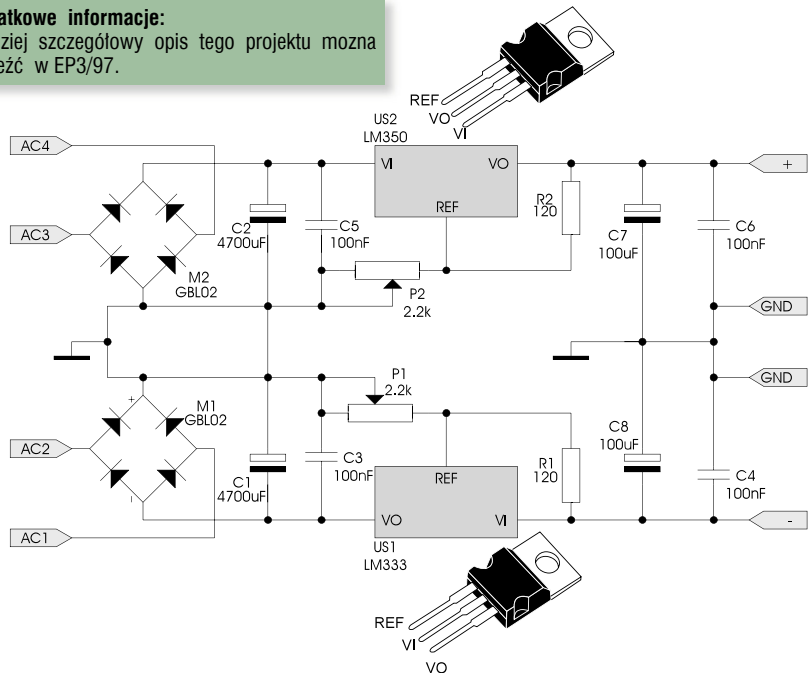 atkowe informacje:
ziej szczegółowy opis tego projektu mozna
eźć w EP3/97.
REF
VO
VI
US2
LM350
AC4
VI
VO
+
REF
R2
120
AC3
C2
4700uF
C5
100nF
C7
100uF
C6
100nF
M2
GBL02
P2
2.2k
GND
GND
P1
2.2k
+
M1
GBL02
C8
100uF
AC2
C3
100nF
R1
120
REF
C1
4700uF
C4
100nF
-
VO
VI
-
AC1
US1
LM333
REF
VI
VO